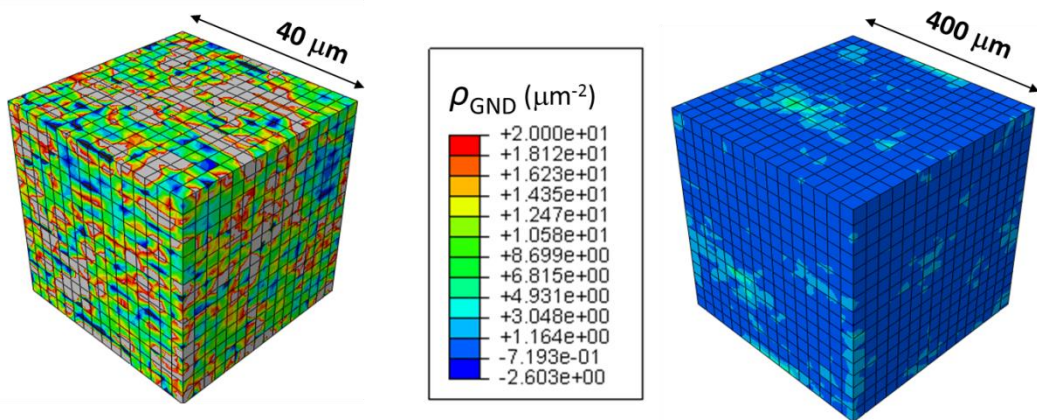 40 μm
ρGND (μm-2)
+2.000e+01
+1.812e+01
+1.623e+01
+1.435e+01
+1.247e+01
+1.058e+01
+8.699e+00
+6.815e+00
+4.931e+00
+3.048e+00
+1.164e+00
-7.193e-01
-2.603e+00
400 μm